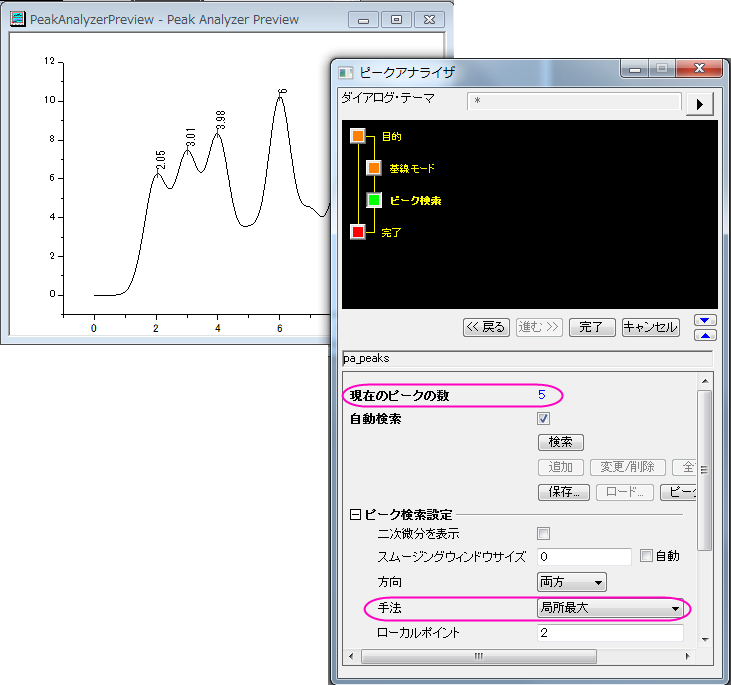 PeakAnalyzerPreview - Peak Analyzer Preview
12
10
8
6
4
2
0
0
2
4
6
2.05
3.01
3.98
6
ピークアナライザ
ダイアログ・テーマ
*
目的
基線モード
ピーク検索
完了
<< 戻る 進む >> 完了 キャンセル
pa_peaks
現在のピークの数 5
自動検索
検索
追加 変更/削除 全
保存... ロード... ピーク
ピーク検索設定
二次微分を表示
スムージングウィンドウサイズ 0 自動
方向 両方
手法 局所最大
ローカルポイント 2